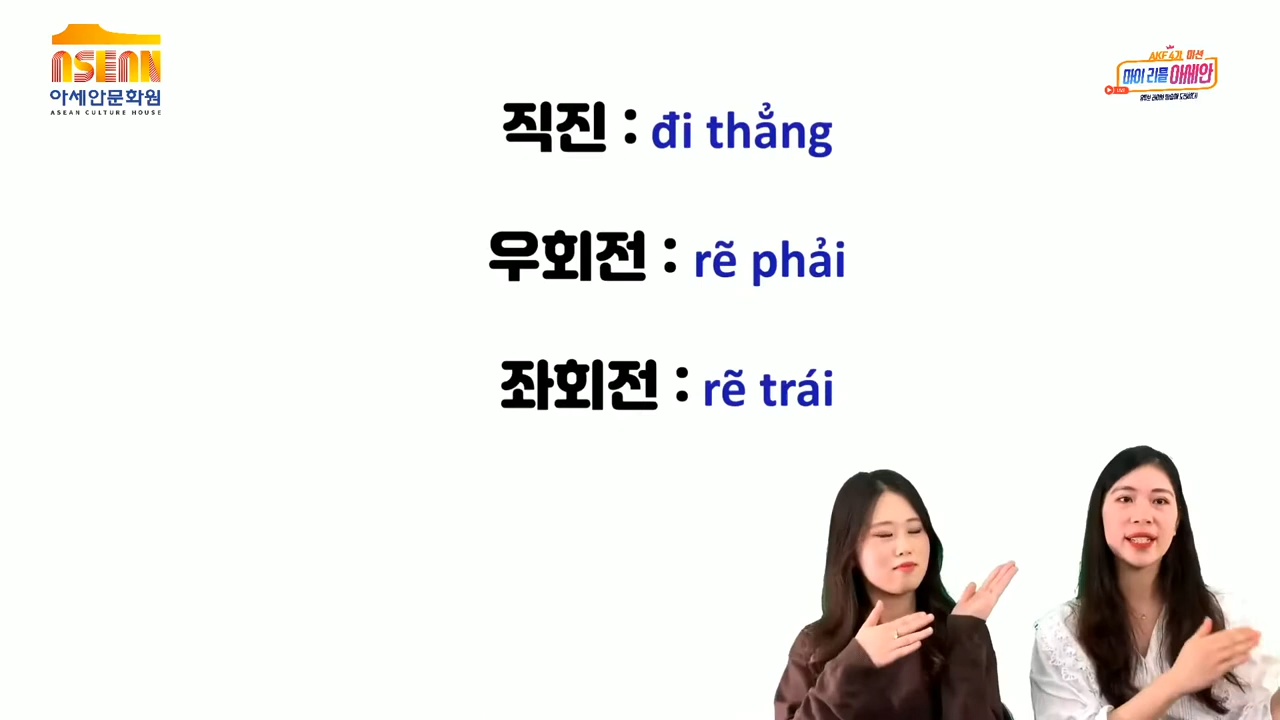 ASEAN
아세안문화원
ASEAN CULTURE HOUSE
AKF 4기 미션
마이 리틀 아세안
LIVE
직진 : đi thẳng
우회전 : rẽ phải
좌회전 : rẽ trái